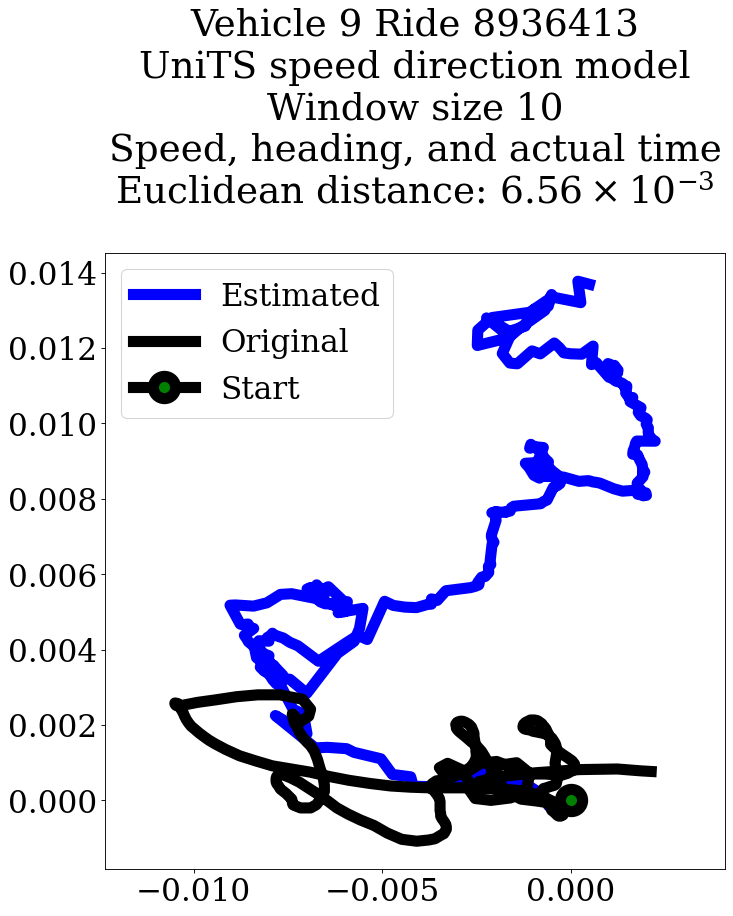 Vehicle 9 Ride 8936413
UniTS speed direction model
Window size 10
Speed, heading, and actual time
Euclidean distance: 6.56 × 10⁻³
Estimated
Original
Start
0.014
0.012
0.010
0.008
0.006
0.004
0.002
0.000
−0.010 −0.005 0.000